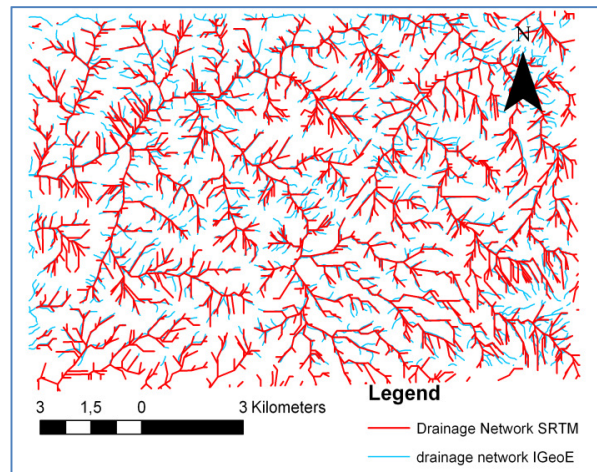 N
Legend
3 1,5 0 3 Kilometers
Drainage Network SRTM
drainage network IGeoE